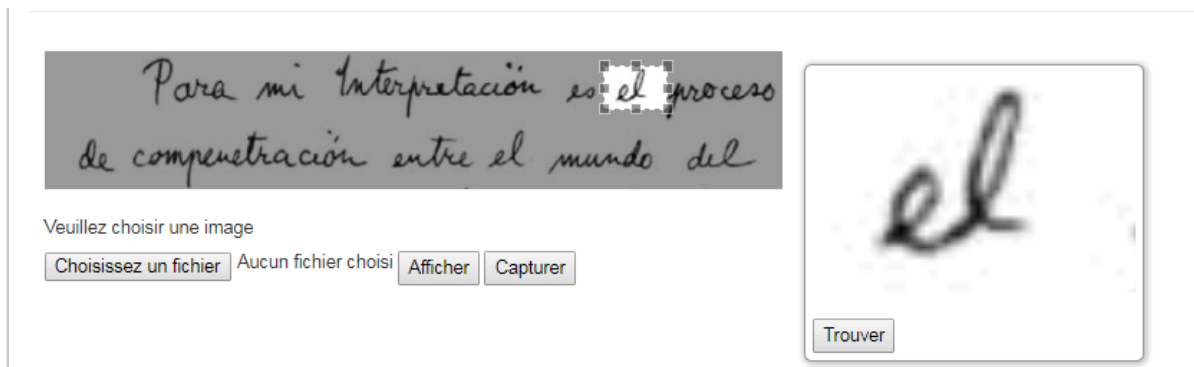 Para mi Interpretación es el proceso
de compenetración entre el mundo del
el
Veuillez choisir une image
Choisissez un fichier Aucun fichier choisi Afficher Capturer
Trouver